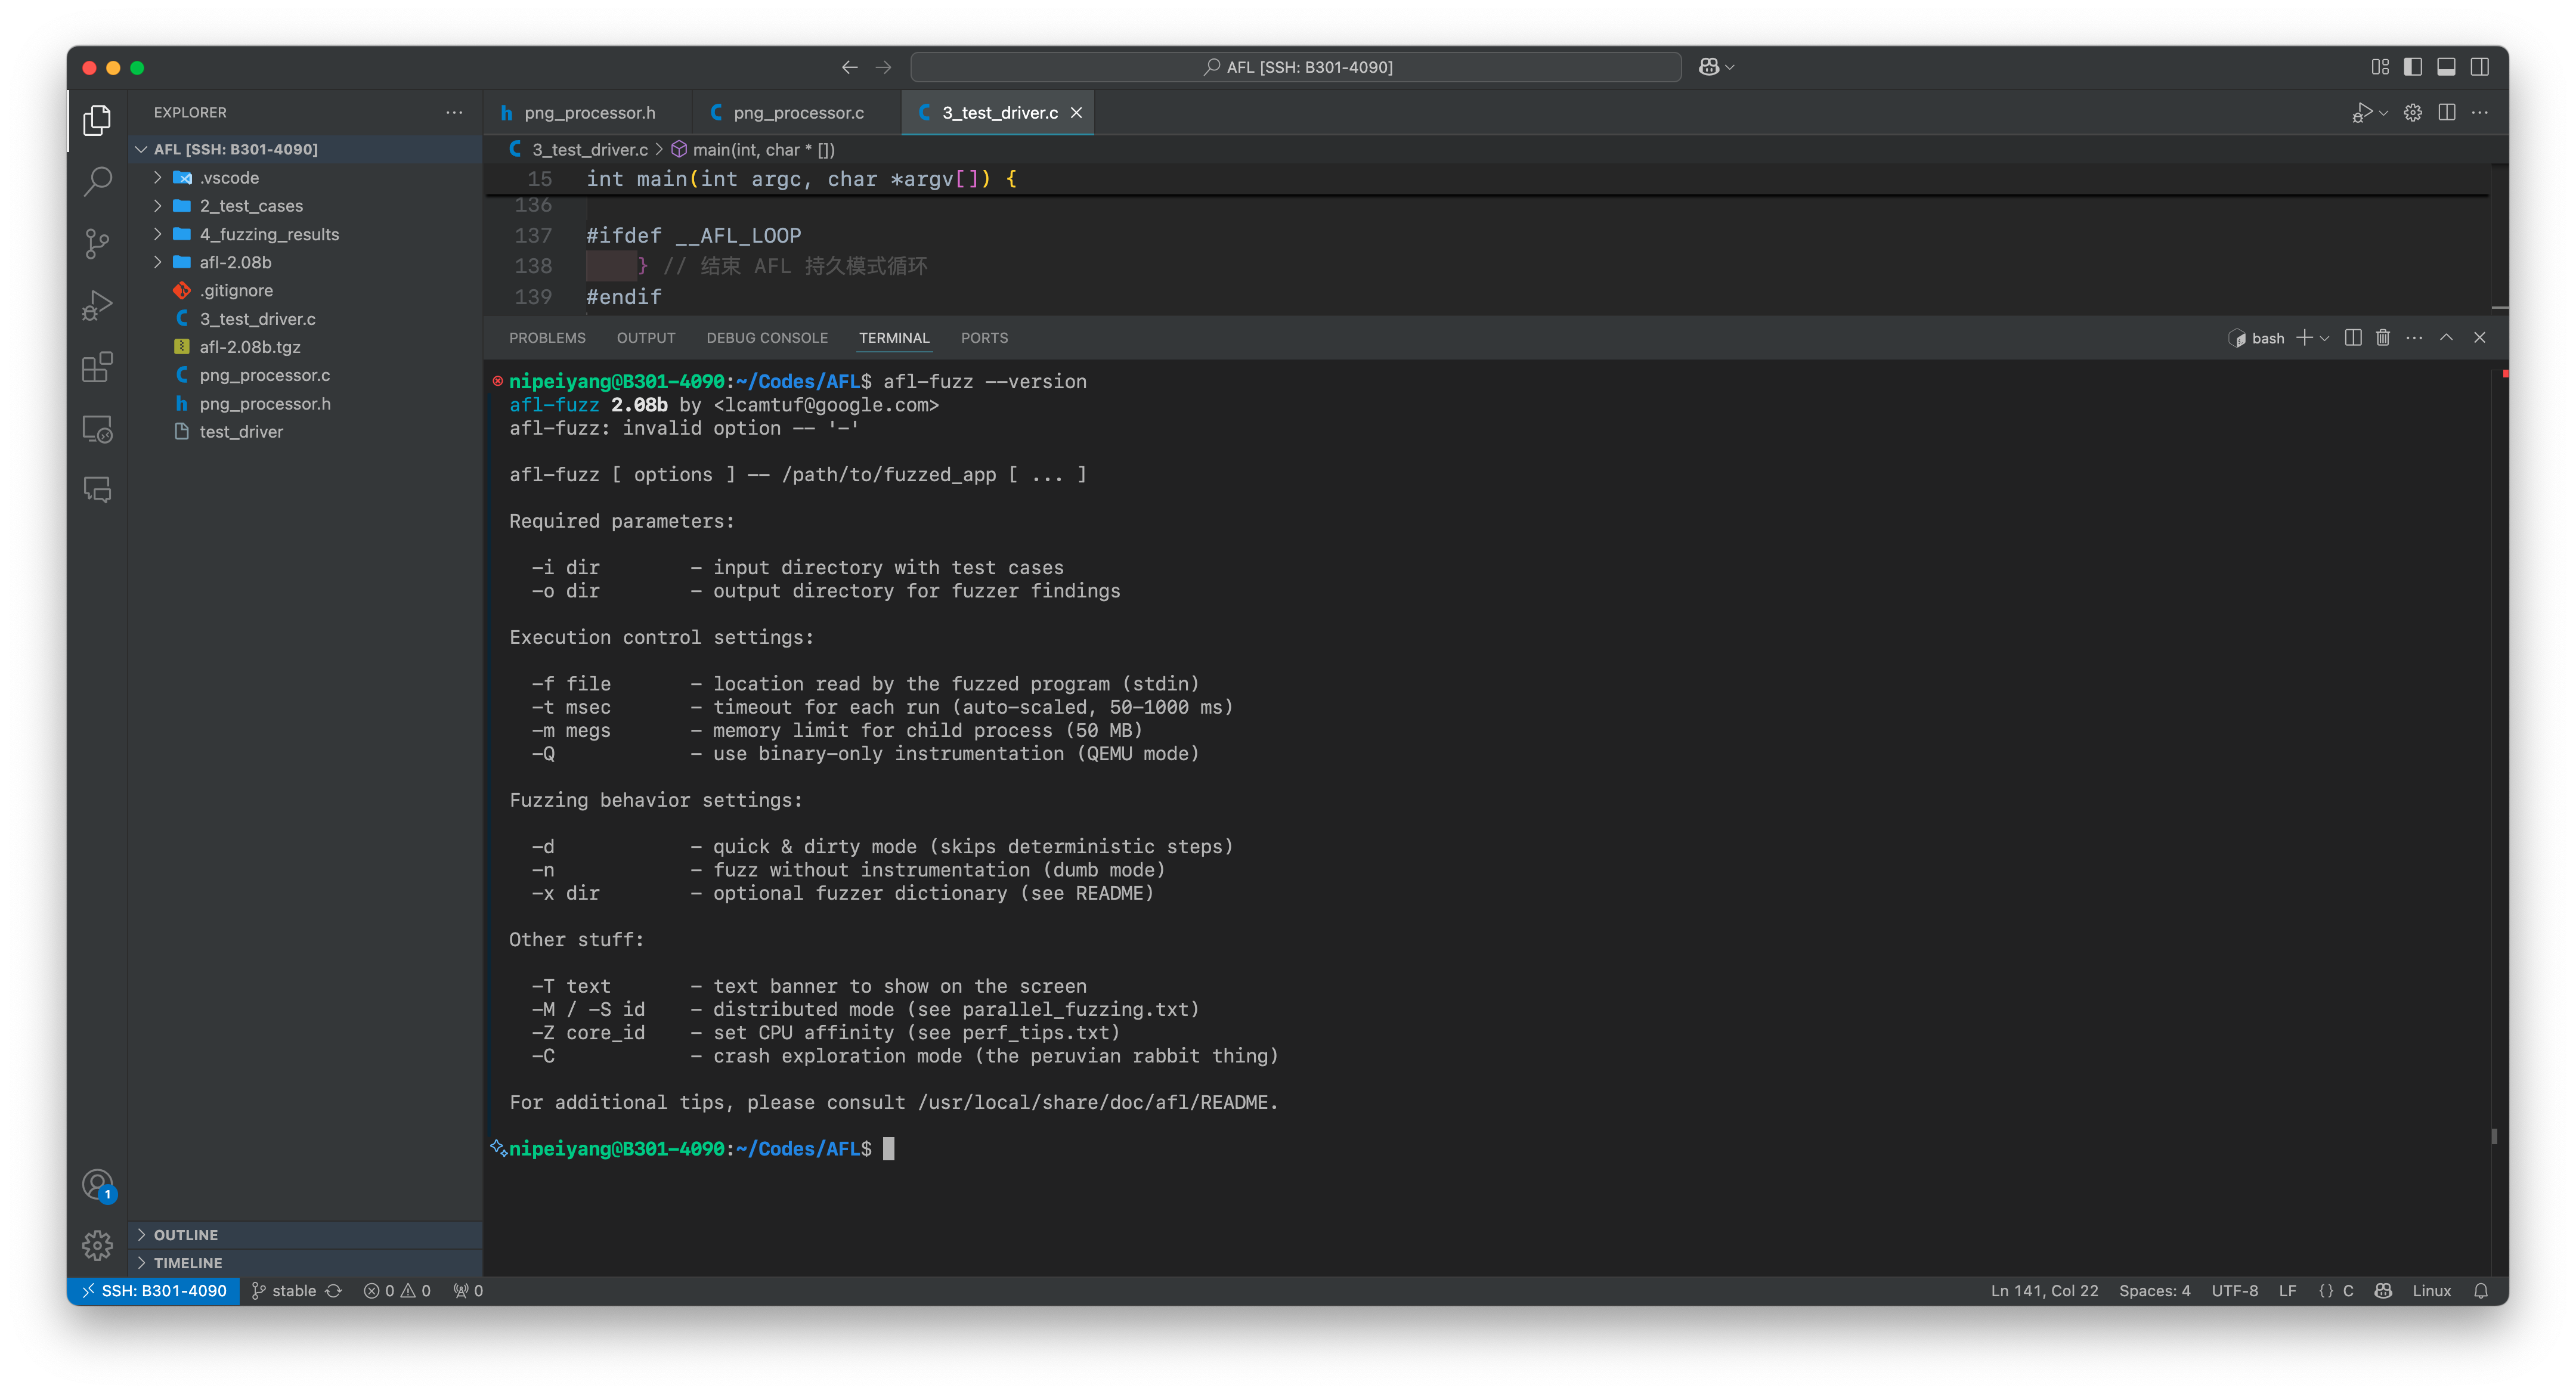 AFL [SSH: B301-4090]
EXPLORER
AFL [SSH: B301-4090]
.vscode
2_test_cases
4_fuzzing_results
afl-2.08b
.gitignore
3_test_driver.c
afl-2.08b.tgz
png_processor.c
png_processor.h
test_driver
OUTLINE
TIMELINE
png_processor.h
png_processor.c
3_test_driver.c
3_test_driver.c > main(int, char * [])
15 int main(int argc, char *argv[]) {
136
137 #ifdef __AFL_LOOP
138 } // 结束 AFL 持久模式循环
139 #endif
PROBLEMS OUTPUT DEBUG CONSOLE TERMINAL PORTS
bash
nipeiyang@B301-4090:~/Codes/AFL$ afl-fuzz --version
afl-fuzz 2.08b by <lcamtuf@google.com>
afl-fuzz: invalid option -- '-'
afl-fuzz [ options ] -- /path/to/fuzzed_app [ ... ]
Required parameters:
-i dir - input directory with test cases
-o dir - output directory for fuzzer findings
Execution control settings:
-f file - location read by the fuzzed program (stdin)
-t msec - timeout for each run (auto-scaled, 50-1000 ms)
-m megs - memory limit for child process (50 MB)
-Q - use binary-only instrumentation (QEMU mode)
Fuzzing behavior settings:
-d - quick & dirty mode (skips deterministic steps)
-n - fuzz without instrumentation (dumb mode)
-x dir - optional fuzzer dictionary (see README)
Other stuff:
-T text - text banner to show on the screen
-M / -S id - distributed mode (see parallel_fuzzing.txt)
-Z core_id - set CPU affinity (see perf_tips.txt)
-C - crash exploration mode (the peruvian rabbit thing)
For additional tips, please consult /usr/local/share/doc/afl/README.
nipeiyang@B301-4090:~/Codes/AFL$
1
SSH: B301-4090 stable 0 0 0
Ln 141, Col 22 Spaces: 4 UTF-8 LF {} C Linux